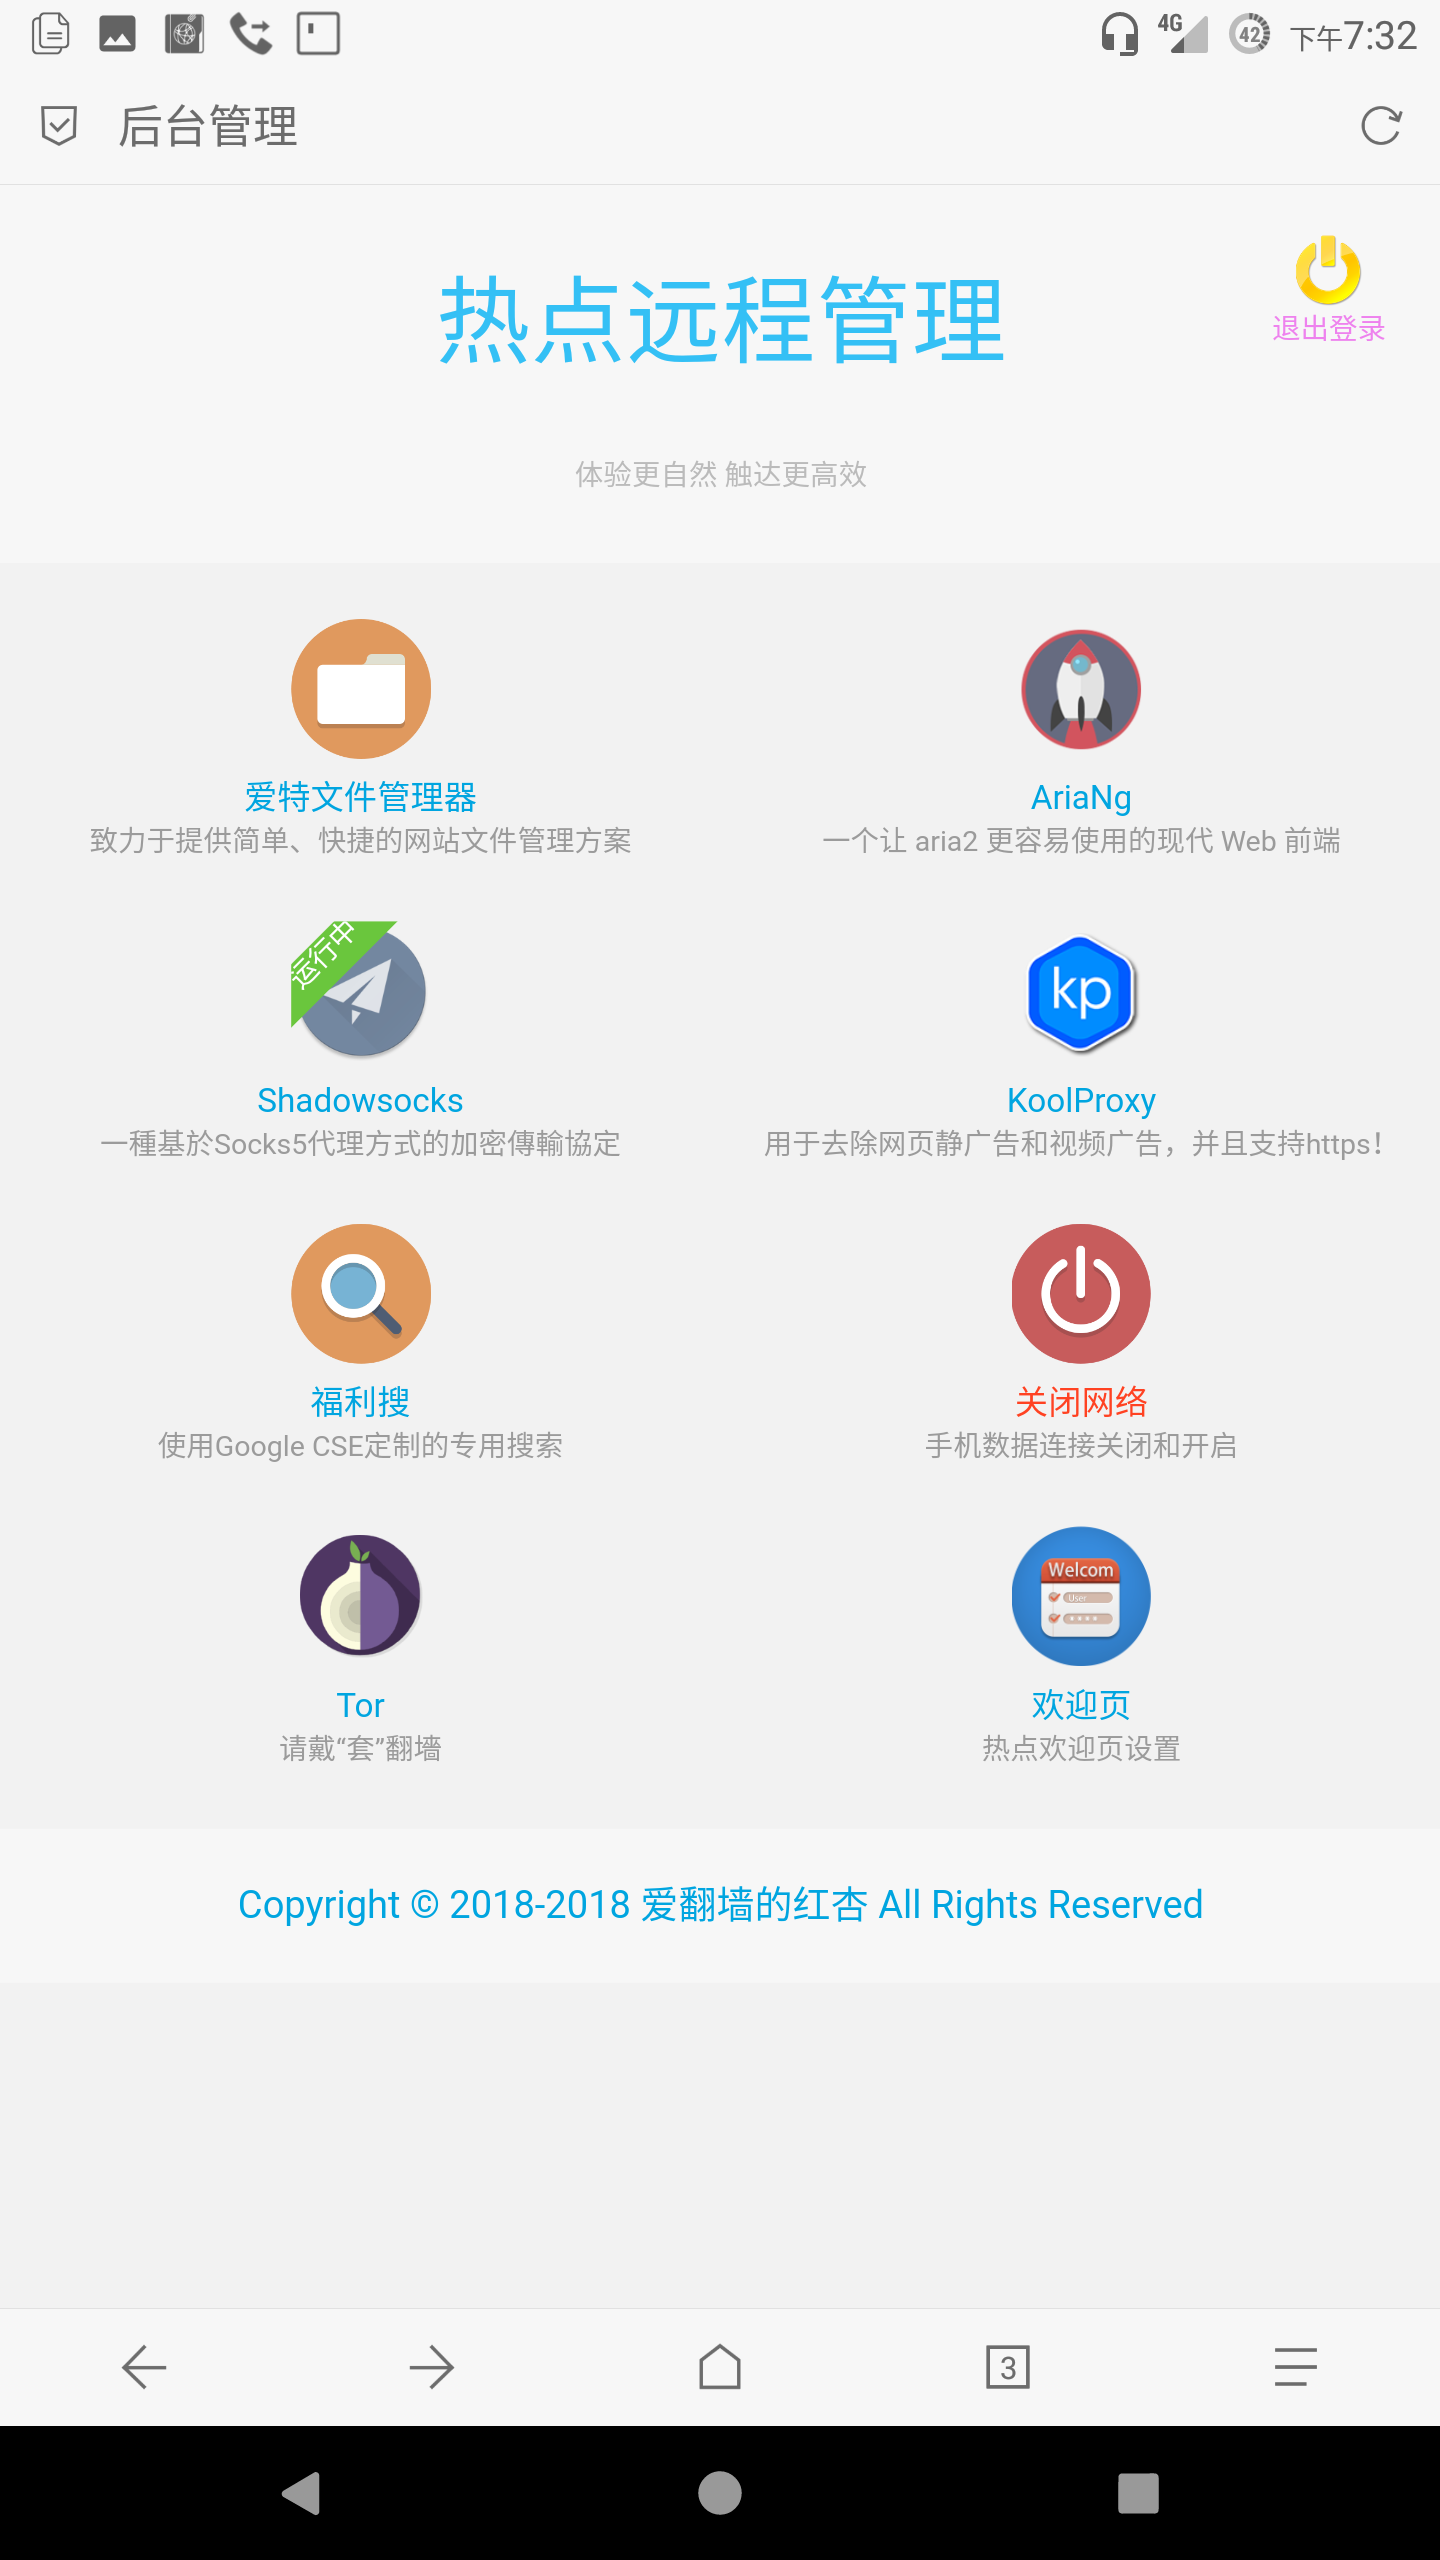 4G
42
下午7:32
后台管理
热点远程管理
退出登录
体验更自然 触达更高效
爱特文件管理器
致力于提供简单、快捷的网站文件管理方案
AriaNg
一个让 aria2 更容易使用的现代 Web 前端
运行中
Shadowsocks
一種基於Socks5代理方式的加密傳輸協定
kp
KoolProxy
用于去除网页静广告和视频广告，并且支持https！
福利搜
使用Google CSE定制的专用搜索
关闭网络
手机数据连接关闭和开启
Tor
请戴“套”翻墙
Welcom
User
欢迎页
热点欢迎页设置
Copyright © 2018-2018 爱翻墙的红杏 All Rights Reserved
3